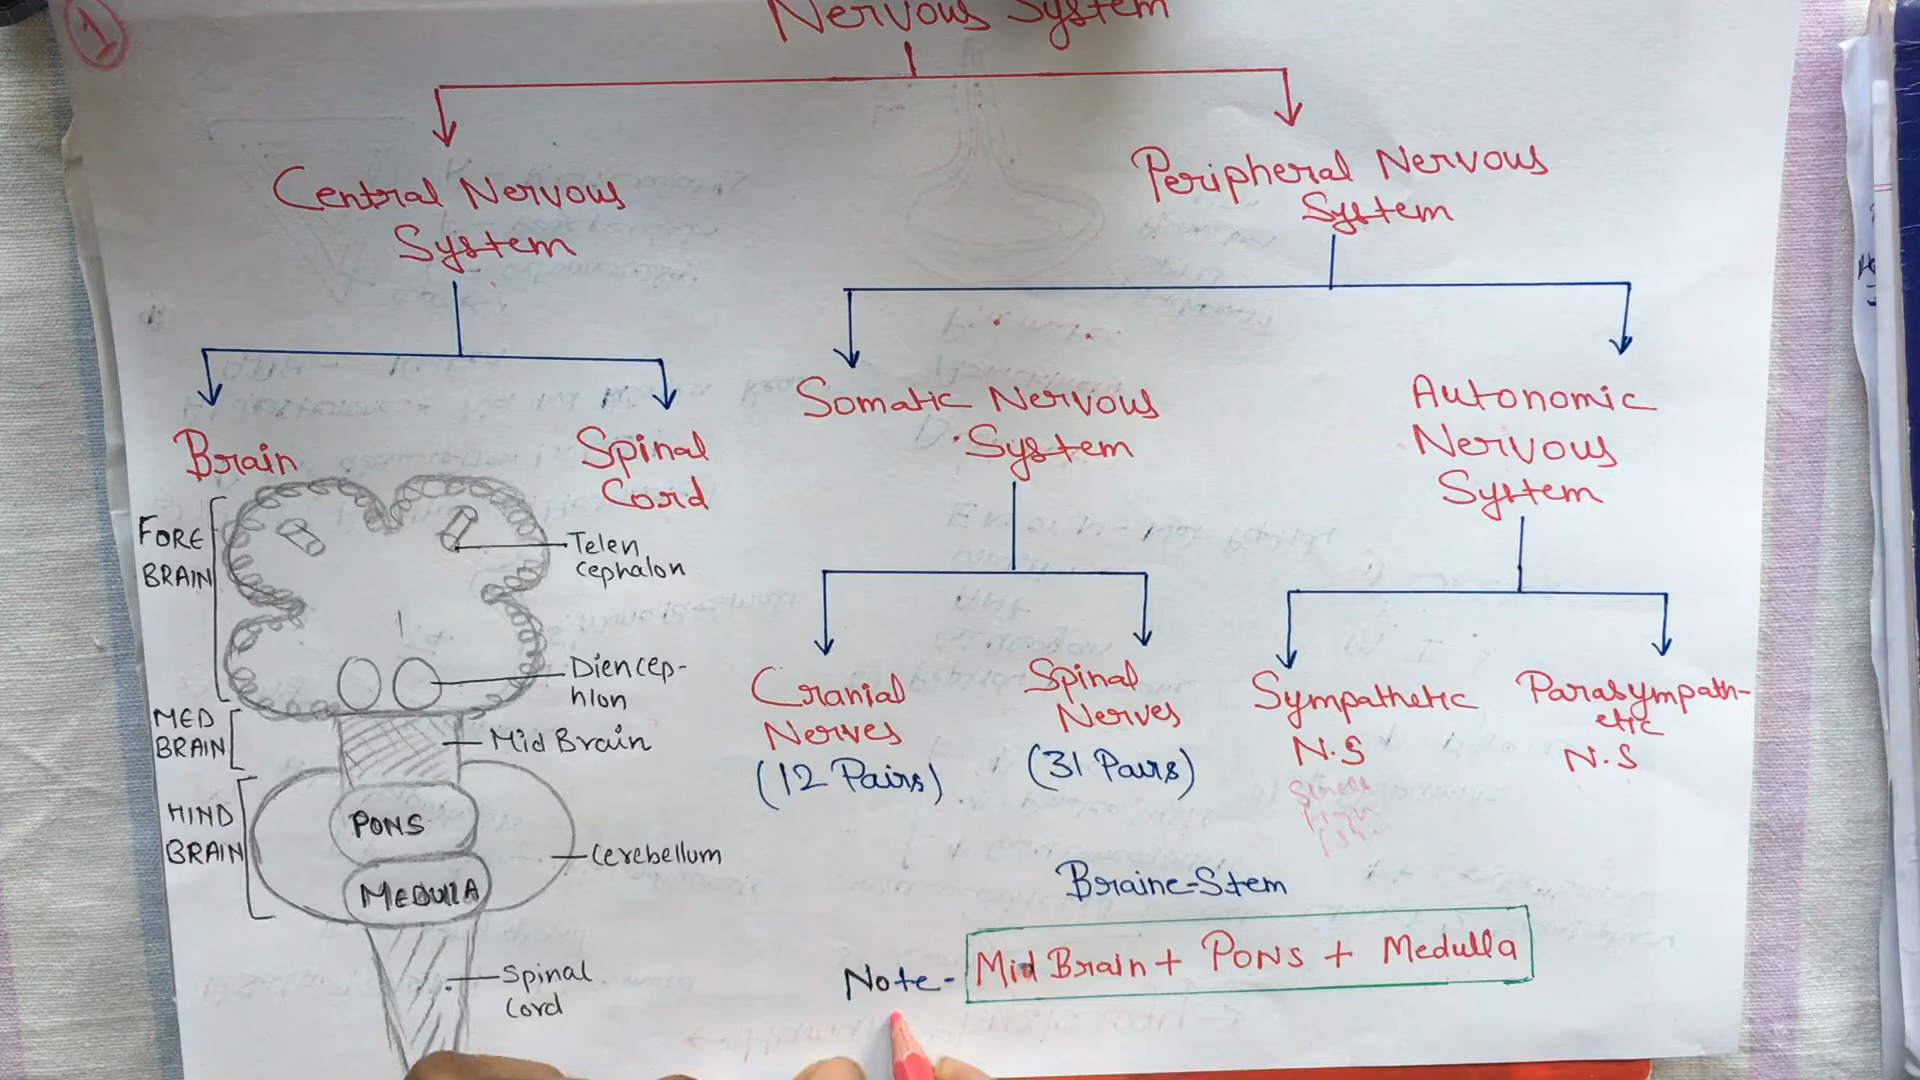 1
Nervous System
Central Nervous
System
Peripheral Nervous
System
Brain
Spinal
Cord
Somatic Nervous
System
Autonomic
Nervous
System
FORE
BRAIN
Telen
cephalon
Diencep-
hlon
MED
BRAIN
Mid Brain
HIND
BRAIN
PONS
MEDULLA
Cerebellum
Spinal
Cord
Cranial
Nerves
(12 Pairs)
Spinal
Nerves
(31 Pairs)
Sympathetic
N.S
Parasympath-
etic
N.S
Braine-Stem
Note- Mid Brain + PONS + Medulla